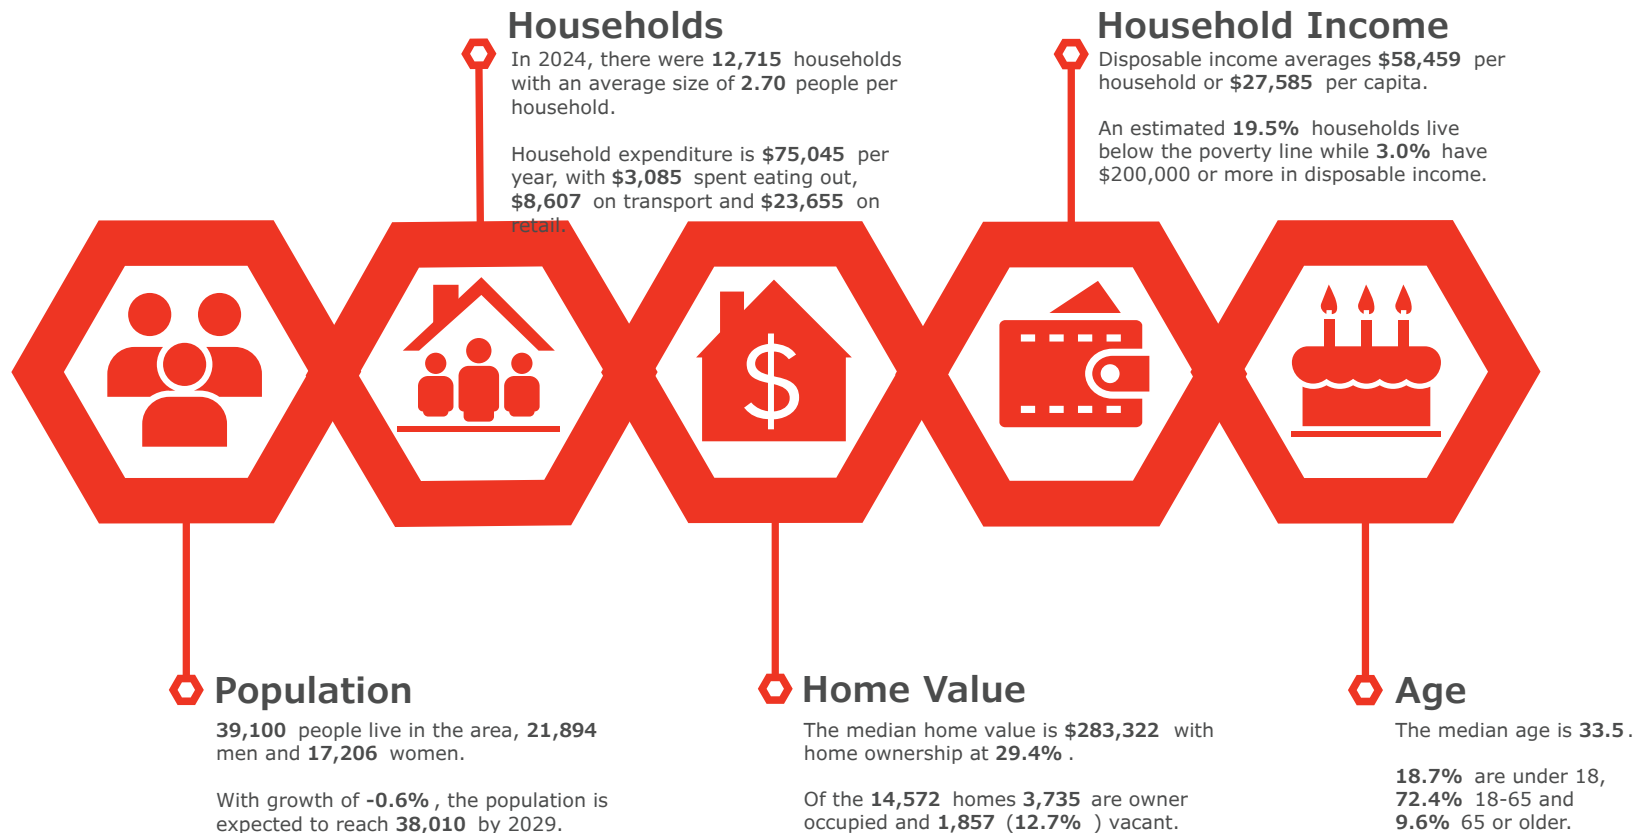 Households
In 2024, there were 12,715 households
with an average size of 2.70 people per
household.
Household expenditure is $75,045 per
year, with $3,085 spent eating out,
$8,607 on transport and $23,655 on
retail.
Household Income
Disposable income averages $58,459 per
household or $27,585 per capita.
An estimated 19.5% households live
below the poverty line while 3.0% have
$200,000 or more in disposable income.
$
Population
39,100 people live in the area, 21,894
men and 17,206 women.
With growth of -0.6% , the population is
expected to reach 38,010 by 2029.
Home Value
The median home value is $283,322 with
home ownership at 29.4% .
Of the 14,572 homes 3,735 are owner
occupied and 1,857 (12.7% ) vacant.
Age
The median age is 33.5 .
18.7% are under 18,
72.4% 18-65 and
9.6% 65 or older.